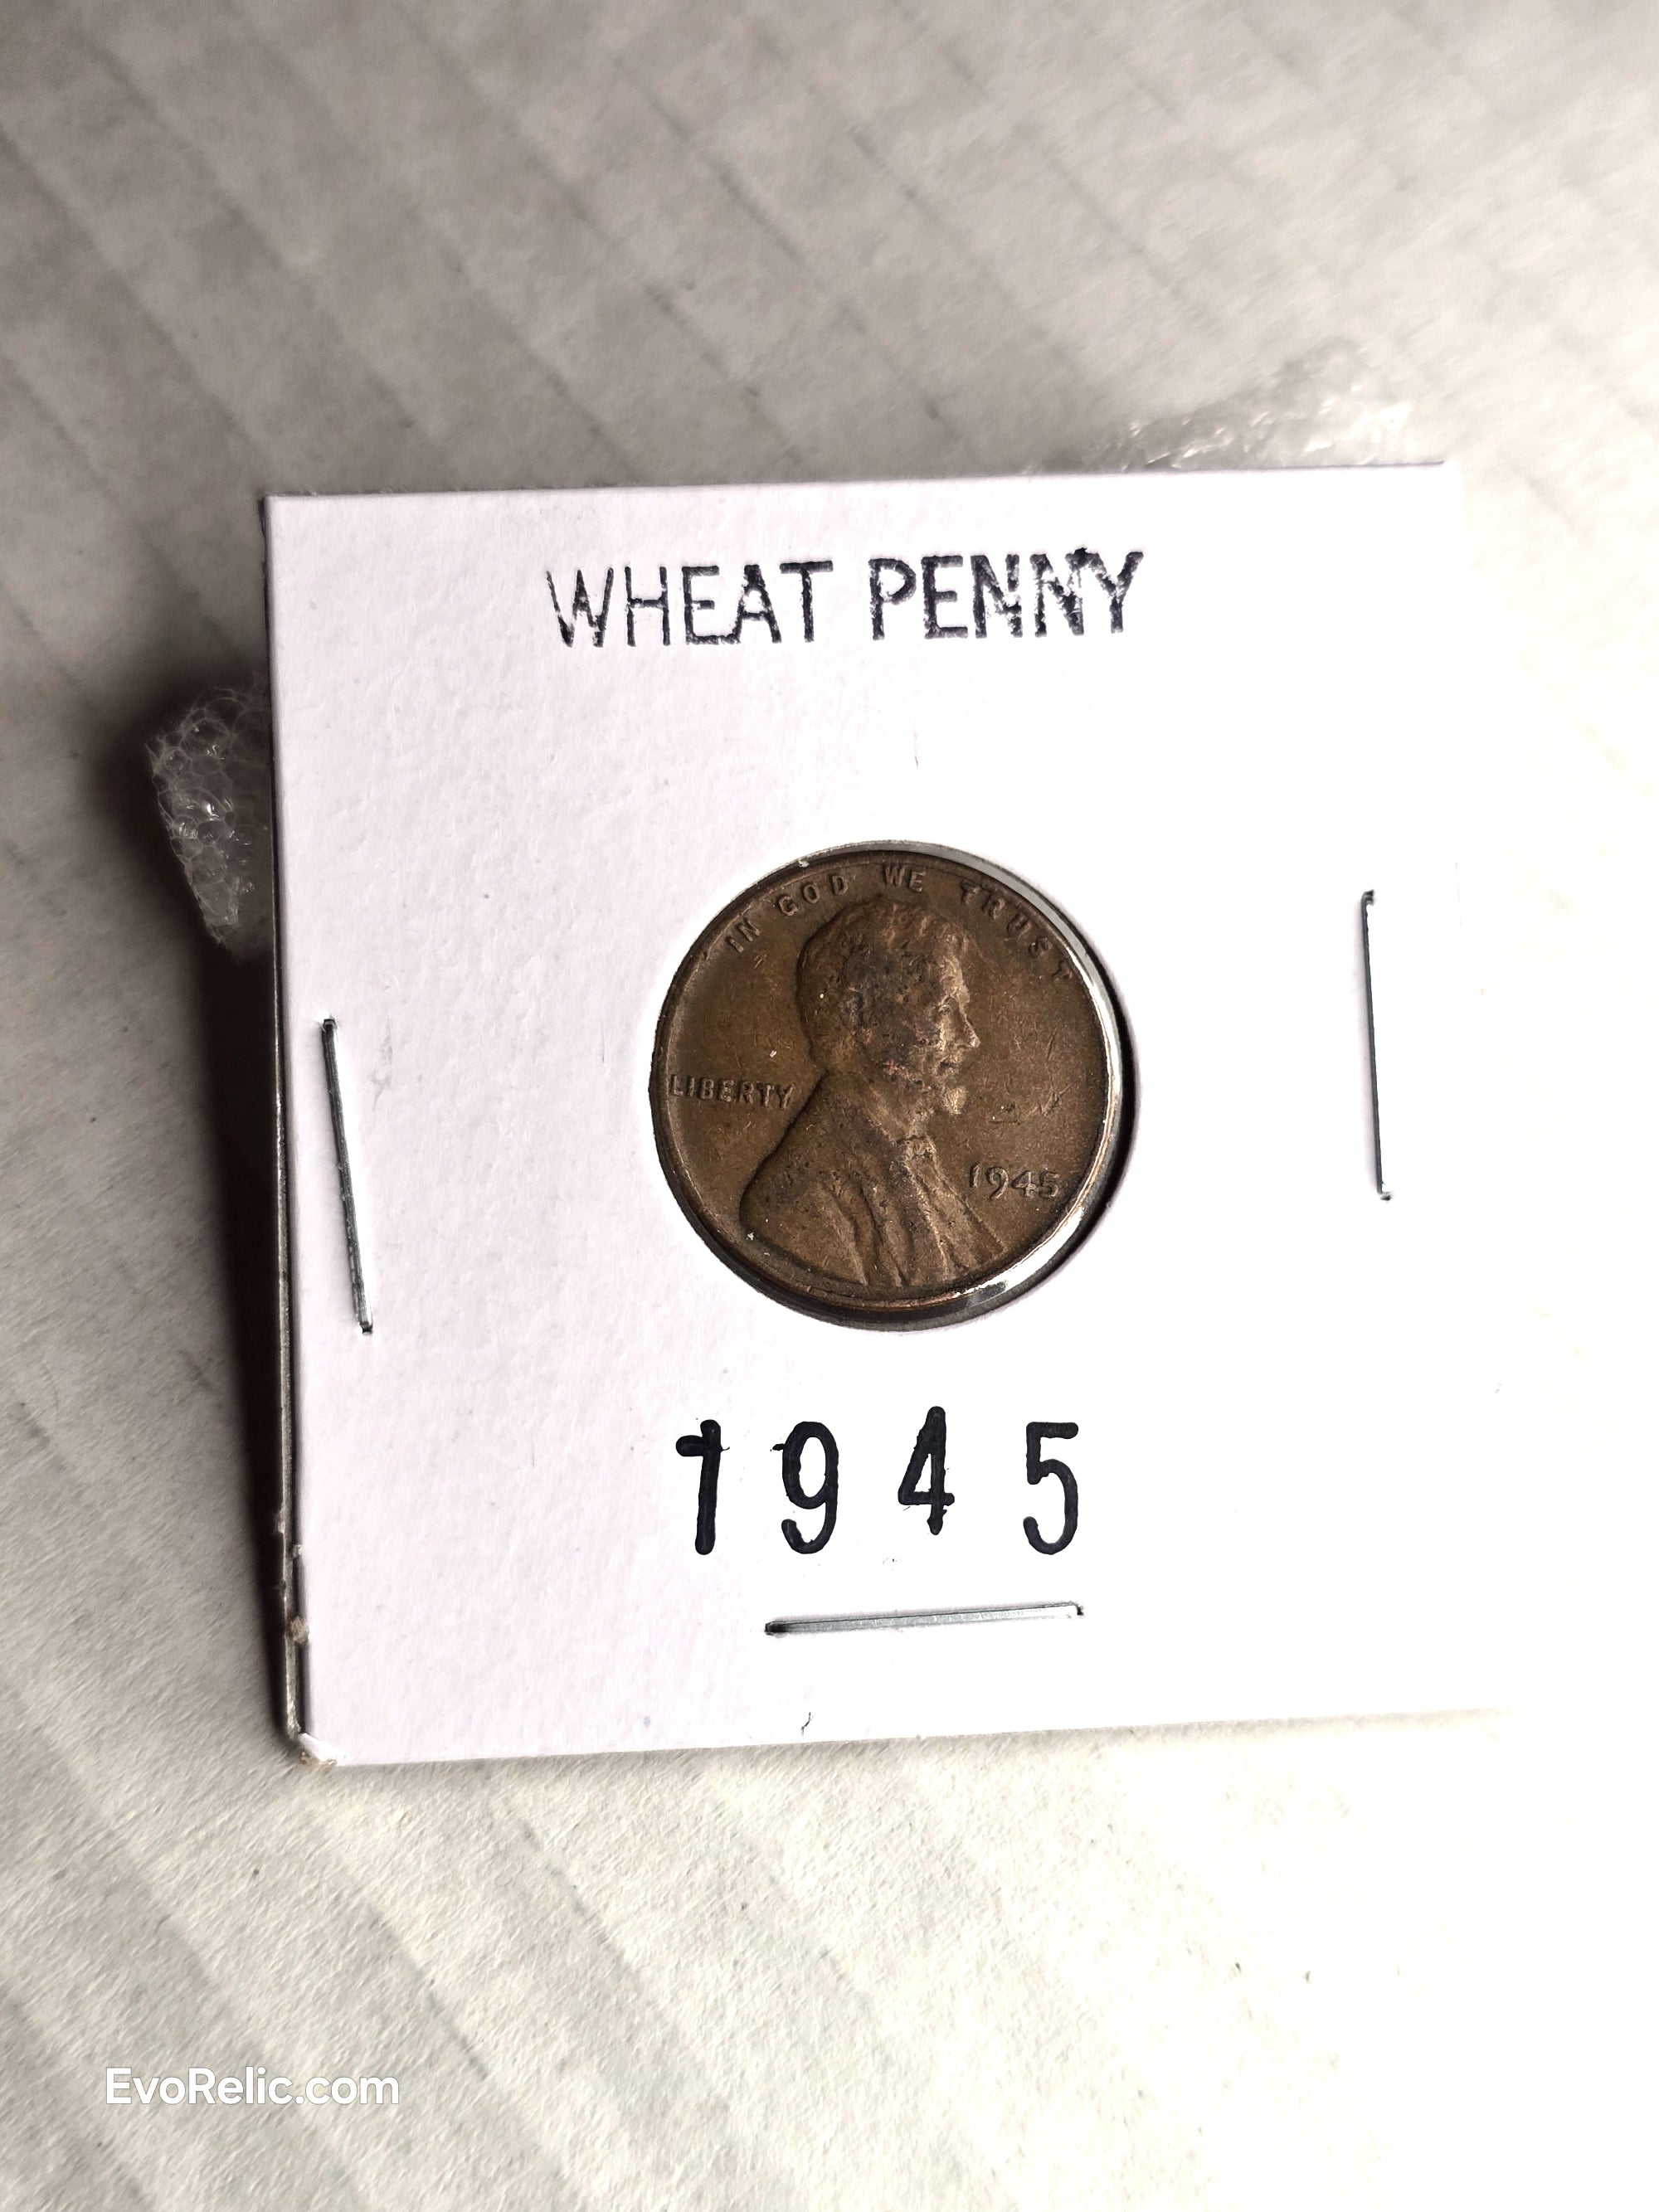 WHEAT PENNY
IN GOD WE TRUST
LIBERTY
1945
1945
EvoRelic.com